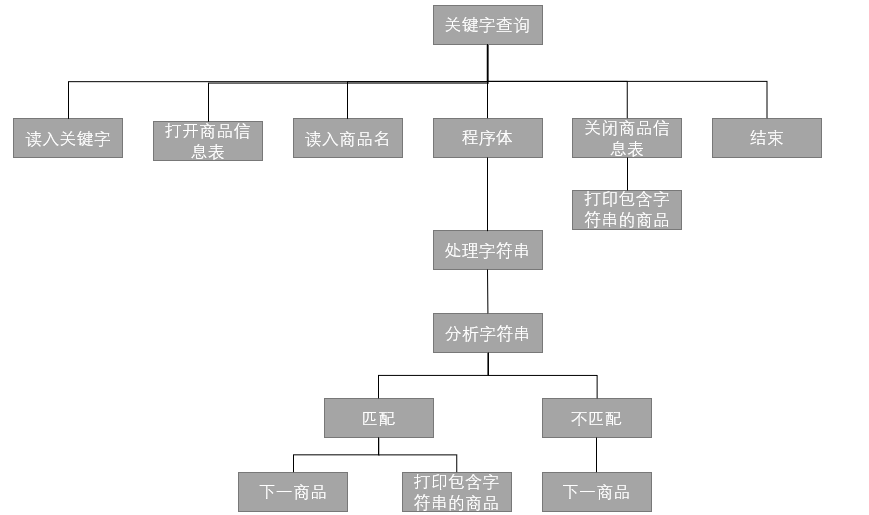 关键字查询
读入关键字
打开商品信
息表
读入商品名
程序体
关闭商品信
息表
结束
打印包含字
符串的商品
处理字符串
分析字符串
匹配
不匹配
下一商品
打印包含字
符串的商品
下一商品